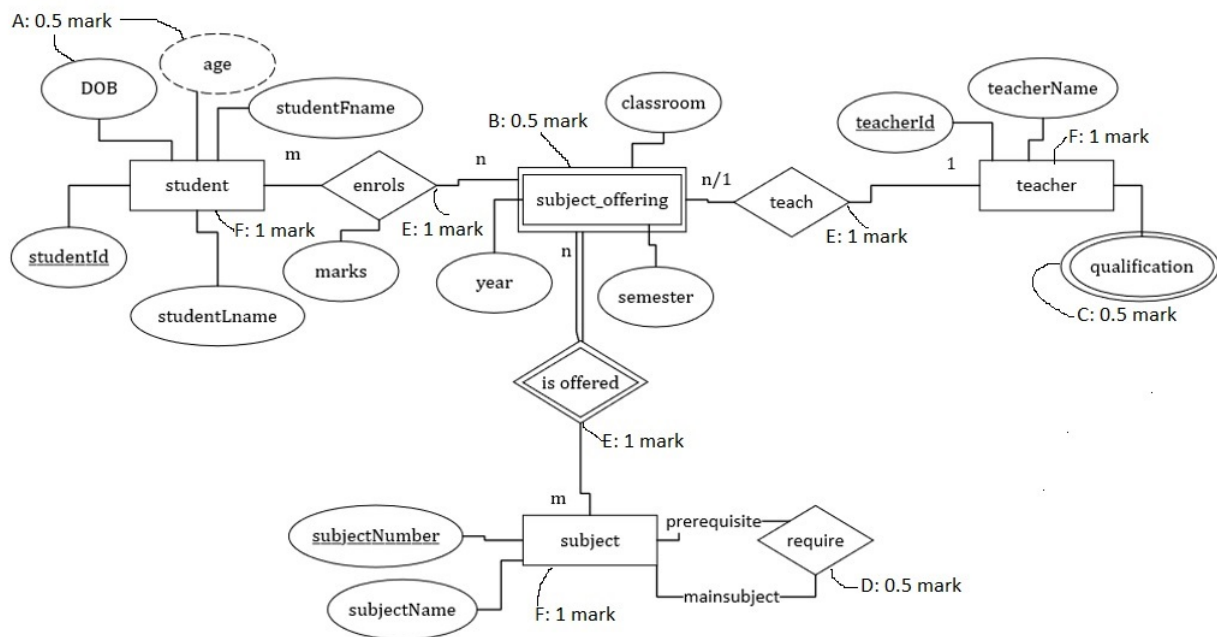 A: 0.5 mark
age
DOB
studentFname
classroom
teacherName
teacherId
B: 0.5 mark
F: 1 mark
m
n
n/1
1
student
enrols
subject_offering
teach
teacher
F: 1 mark
E: 1 mark
E: 1 mark
studentId
marks
year
n
semester
qualification
studentLname
C: 0.5 mark
is offered
E: 1 mark
m
subjectNumber
subject
prerequisite
require
mainsubject
D: 0.5 mark
subjectName
F: 1 mark